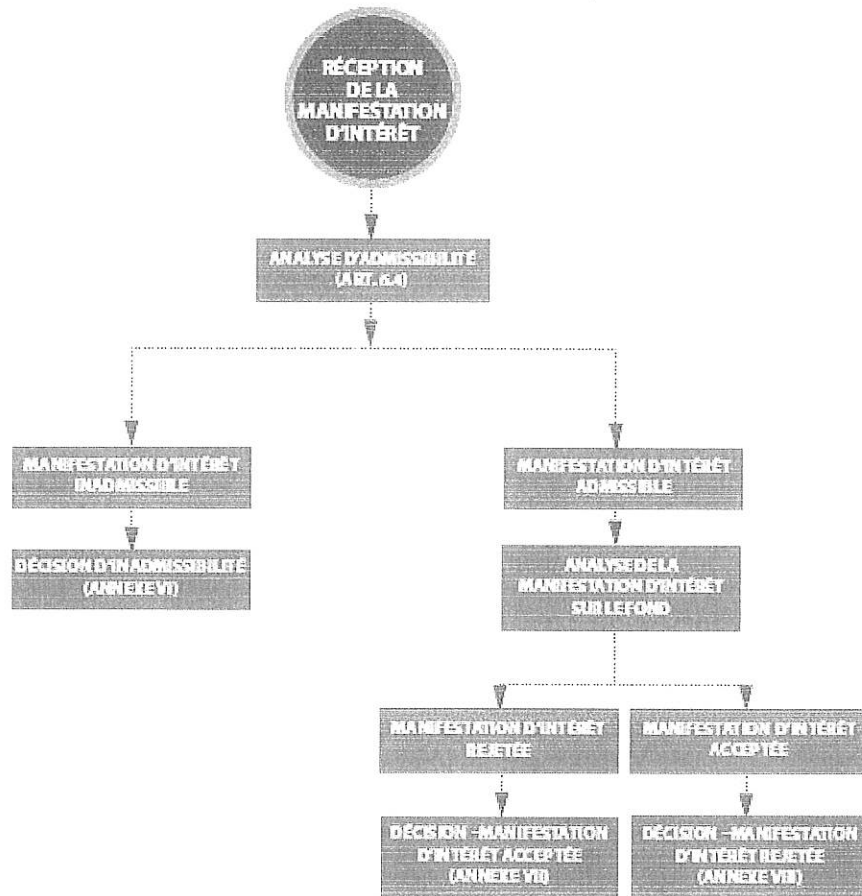 RÉCEPTION
DE LA
MANIFESTATION
D'INTÉRÊT
ANALYSE D'ADMISSIBILITÉ
(ART. 6.4)
MANIFESTATION D'INTÉRÊT
INADMISSIBLE
MANIFESTATION D'INTÉRÊT
ADMISSIBLE
DÉCISION D'INADMISSIBILITÉ
(ANNEXE VI)
ANALYSE DE LA
MANIFESTATION D'INTÉRÊT
SUR LE FOND
MANIFESTATION D'INTÉRÊT
REJETÉE
MANIFESTATION D'INTÉRÊT
ACCEPTÉE
DÉCISION – MANIFESTATION
D'INTÉRÊT ACCEPTÉE
(ANNEXE VII)
DÉCISION – MANIFESTATION
D'INTÉRÊT REJETÉE
(ANNEXE VIII)